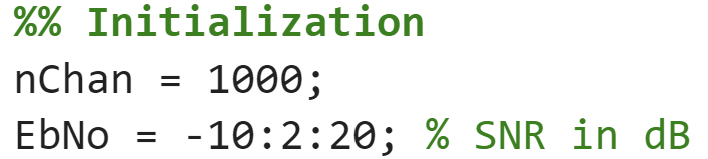 %% Initialization
nChan = 1000;
EbNo = -10:2:20; % SNR in dB